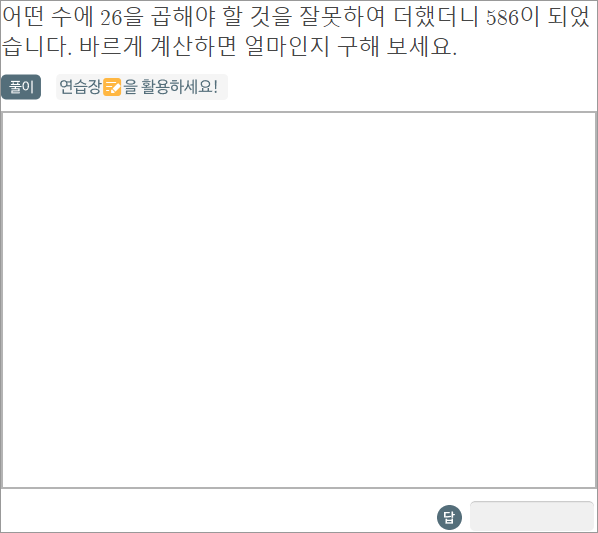 어떤 수에 26을 곱해야 할 것을 잘못하여 더했더니 586이 되었
습니다. 바르게 계산하면 얼마인지 구해 보세요.
풀이 연습장을 활용하세요!
답